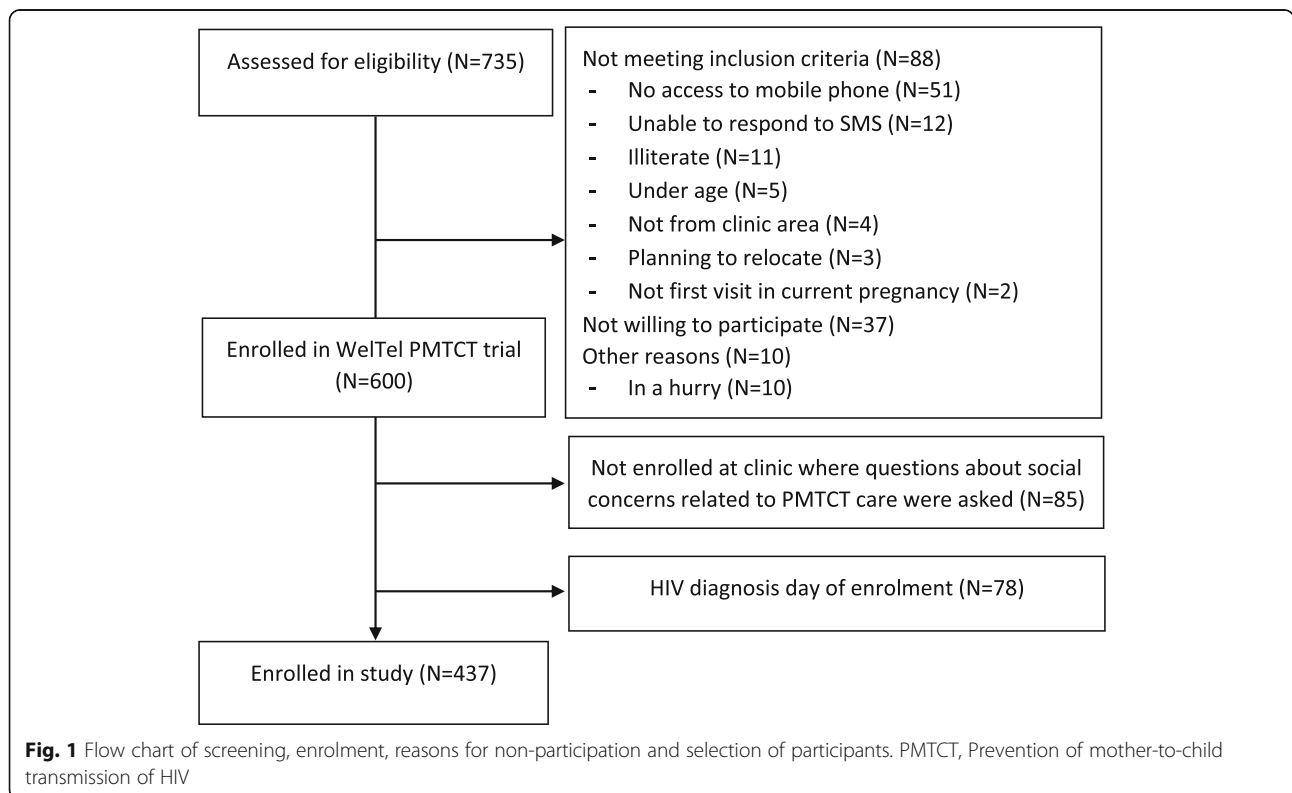 Assessed for eligibility (N=735)
Not meeting inclusion criteria (N=88)
- No access to mobile phone (N=51)
- Unable to respond to SMS (N=12)
- Illiterate (N=11)
- Under age (N=5)
- Not from clinic area (N=4)
- Planning to relocate (N=3)
- Not first visit in current pregnancy (N=2)
Not willing to participate (N=37)
Other reasons (N=10)
- In a hurry (N=10)
Enrolled in WelTel PMTCT trial
(N=600)
Not enrolled at clinic where questions about social
concerns related to PMTCT care were asked (N=85)
HIV diagnosis day of enrolment (N=78)
Enrolled in study (N=437)
Fig. 1 Flow chart of screening, enrolment, reasons for non-participation and selection of participants. PMTCT, Prevention of mother-to-child
transmission of HIV